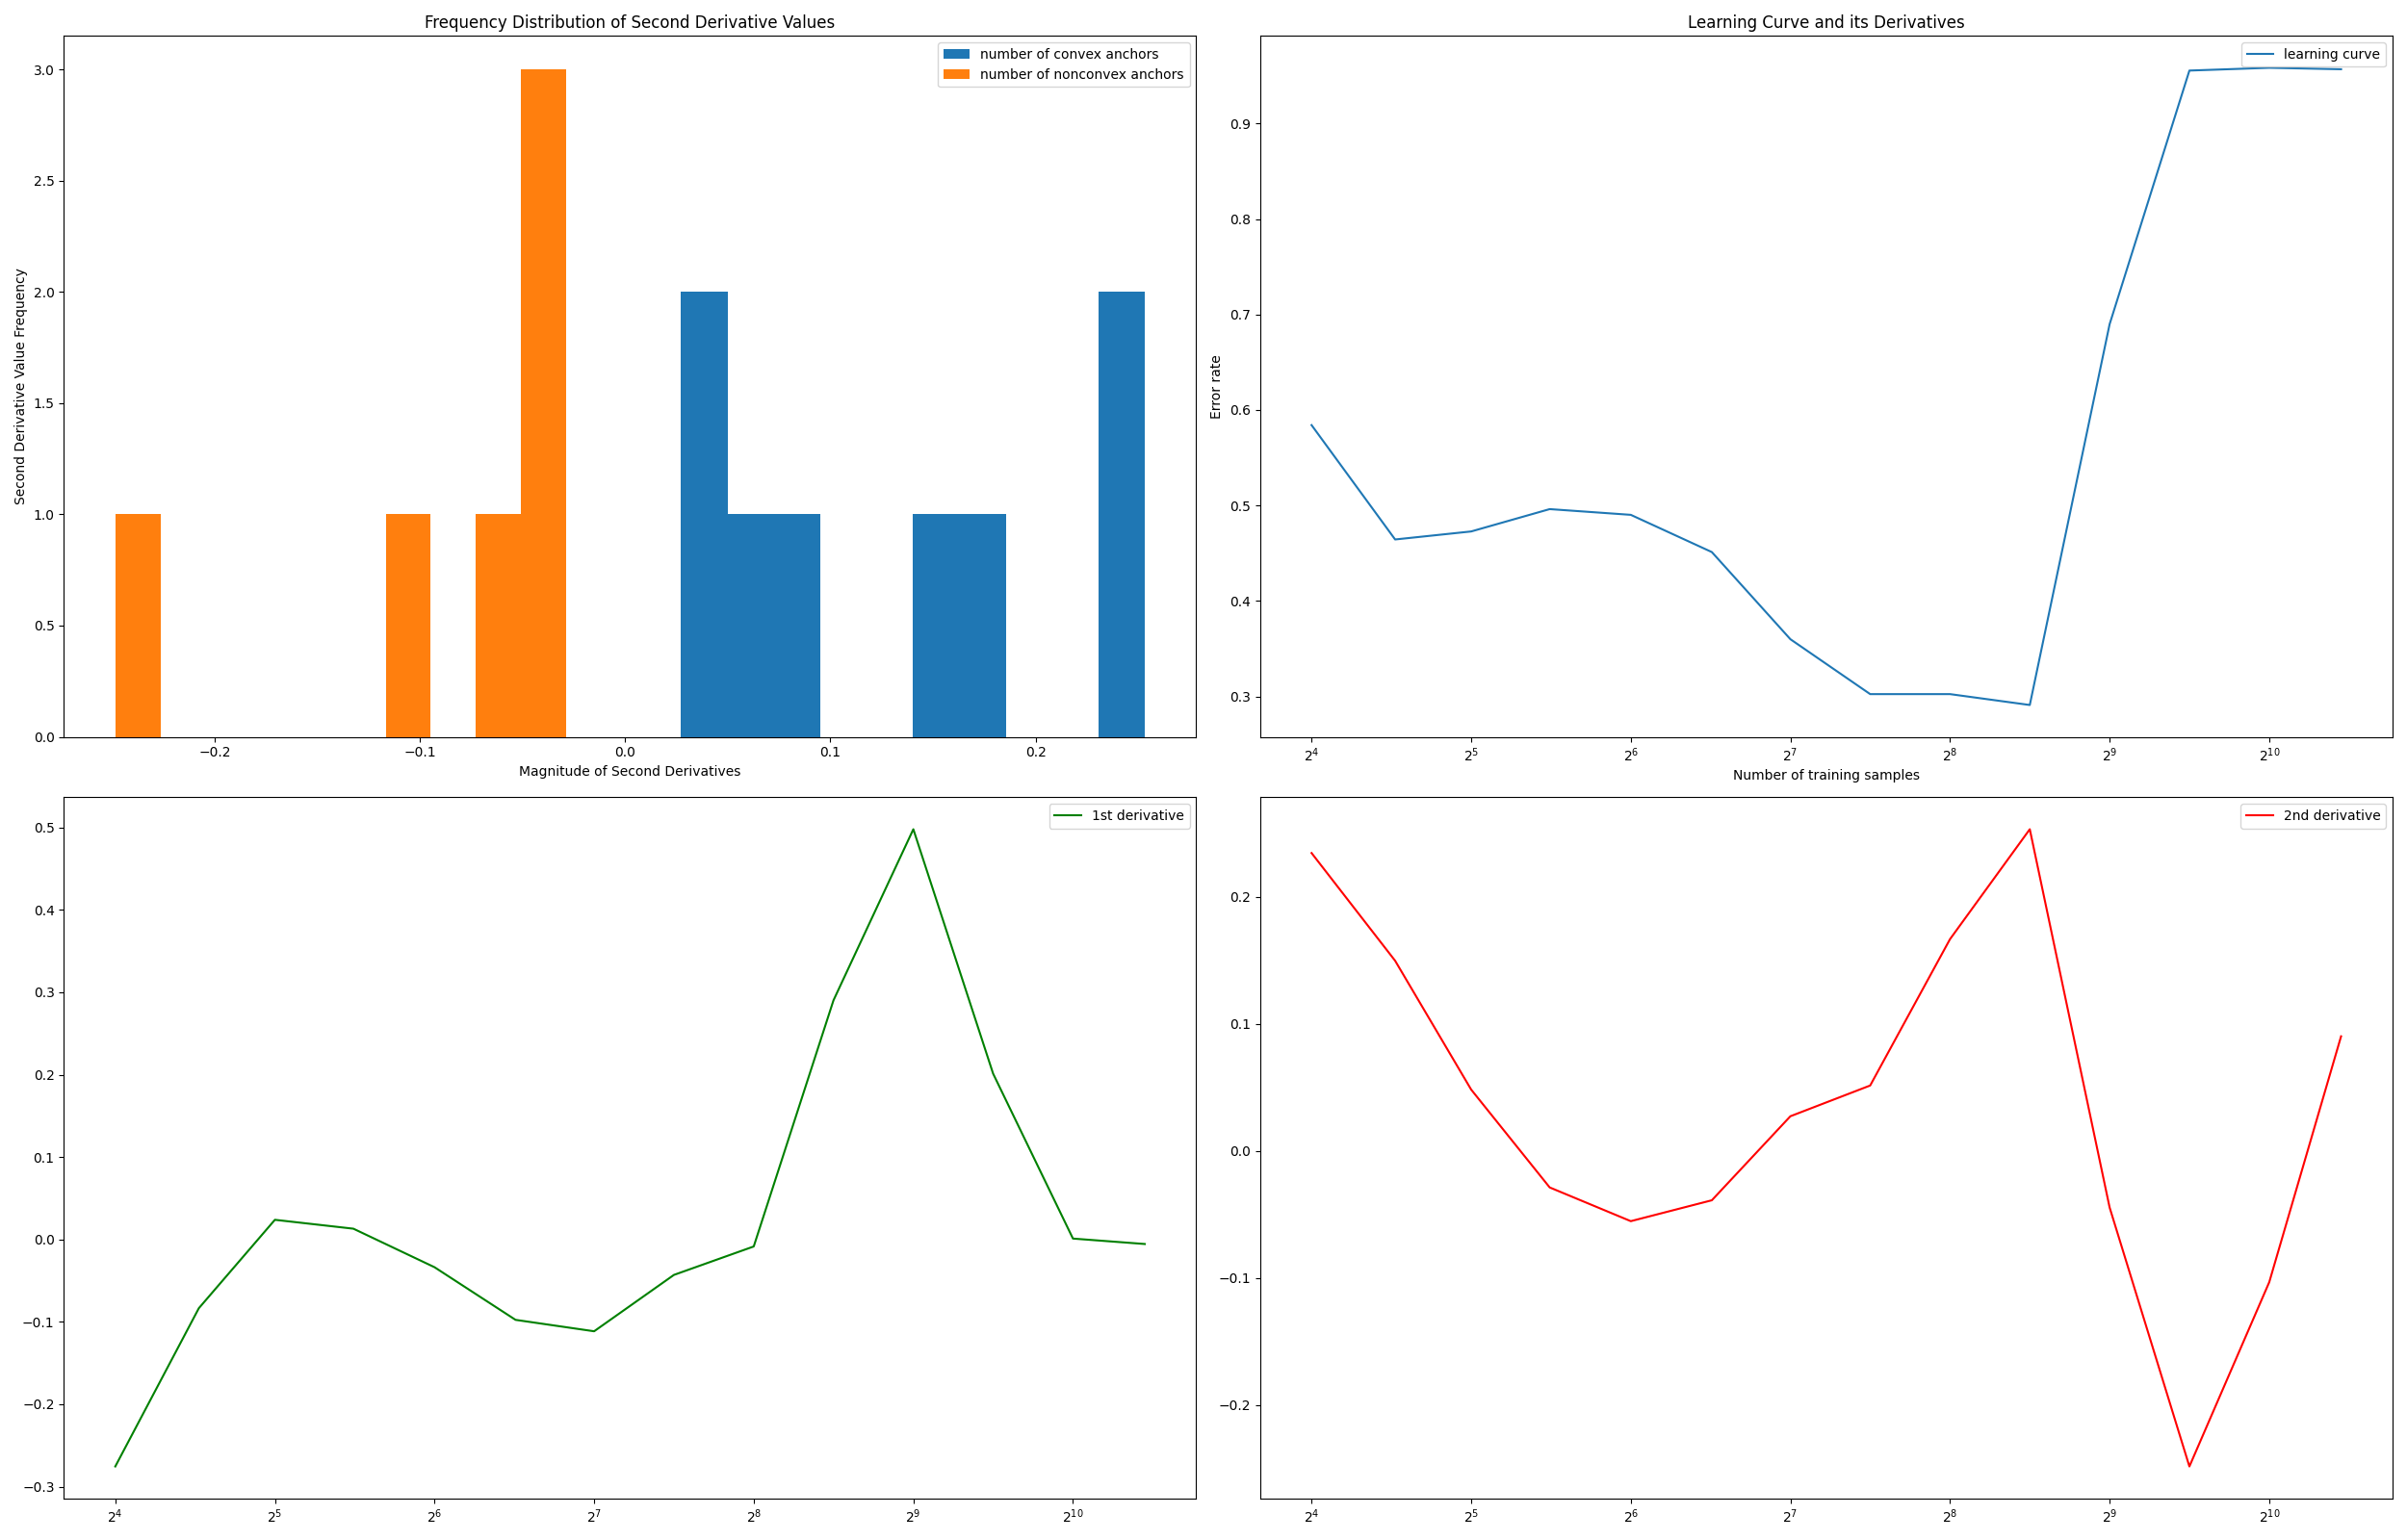 Frequency Distribution of Second Derivative Values
number of convex anchors
number of nonconvex anchors
Second Derivative Value Frequency
3.0
2.5
2.0
1.5
1.0
0.5
0.0
−0.2 −0.1 0.0 0.1 0.2
Magnitude of Second Derivatives
Learning Curve and its Derivatives
learning curve
Error rate
0.9
0.8
0.7
0.6
0.5
0.4
0.3
2⁴ 2⁵ 2⁶ 2⁷ 2⁸ 2⁹ 2¹⁰
Number of training samples
1st derivative
0.5
0.4
0.3
0.2
0.1
0.0
−0.1
−0.2
−0.3
2⁴ 2⁵ 2⁶ 2⁷ 2⁸ 2⁹ 2¹⁰
2nd derivative
0.2
0.1
0.0
−0.1
−0.2
2⁴ 2⁵ 2⁶ 2⁷ 2⁸ 2⁹ 2¹⁰